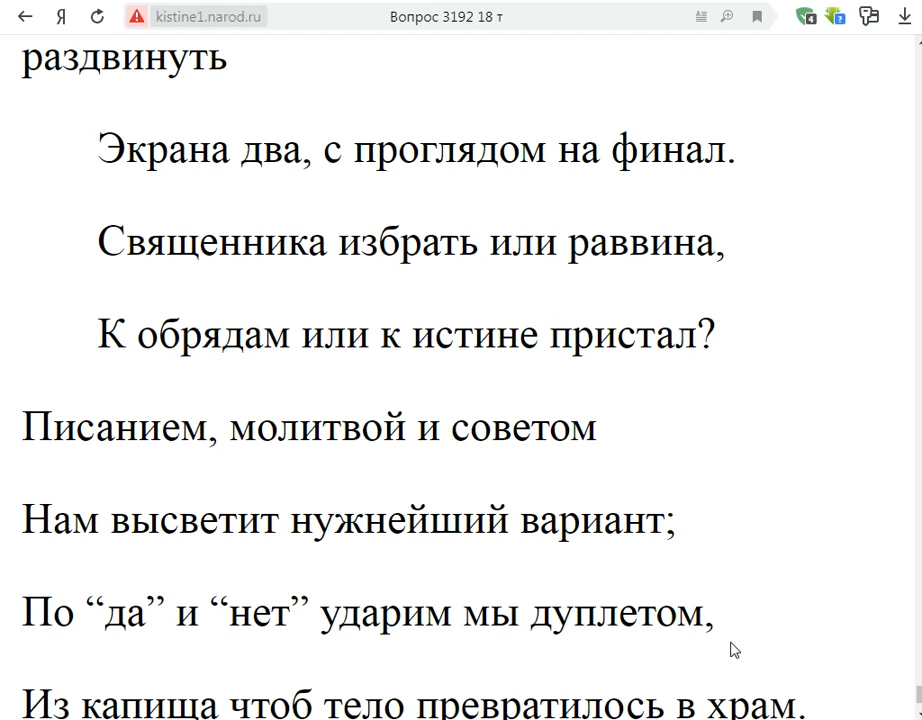 kistine1.narod.ru
Вопрос 3192 18 т
раздвинуть
Экрана два, с проглядом на финал.
Священника избрать или раввина,
К обрядам или к истине пристал?
Писанием, молитвой и советом
Нам высветит нужнейший вариант;
По “да” и “нет” ударим мы дуплетом,
Из капища чтоб тело превратилось в храм.